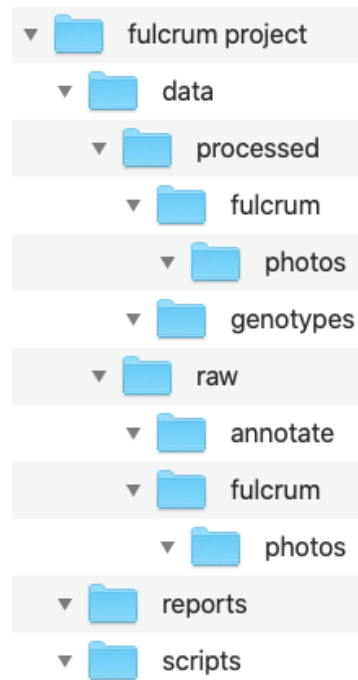 fulcrum project
data
processed
fulcrum
photos
genotypes
raw
annotate
fulcrum
photos
reports
scripts